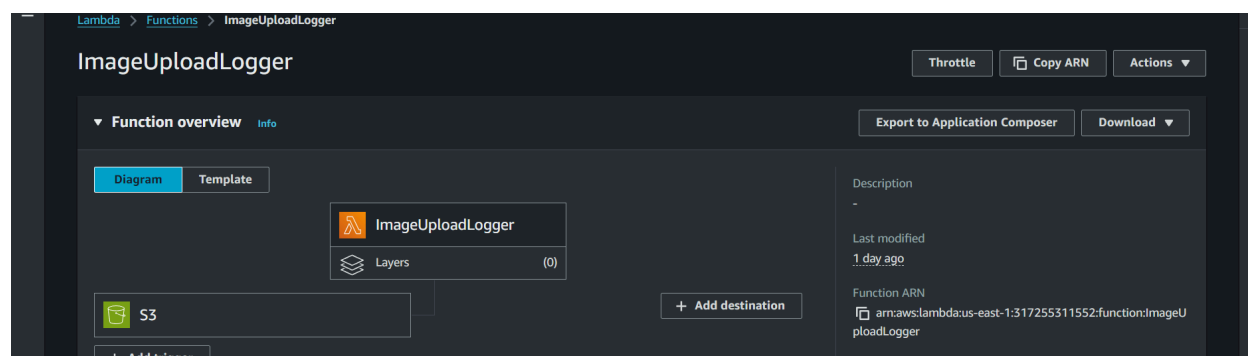 Lambda > Functions > ImageUploadLogger
ImageUploadLogger
Throttle
Copy ARN
Actions
Function overview Info
Export to Application Composer
Download
Diagram
Template
ImageUploadLogger
Layers (0)
S3
+ Add destination
+ Add trigger
Description
-
Last modified
1 day ago
Function ARN
arn:aws:lambda:us-east-1:317255311552:function:ImageU
ploadLogger